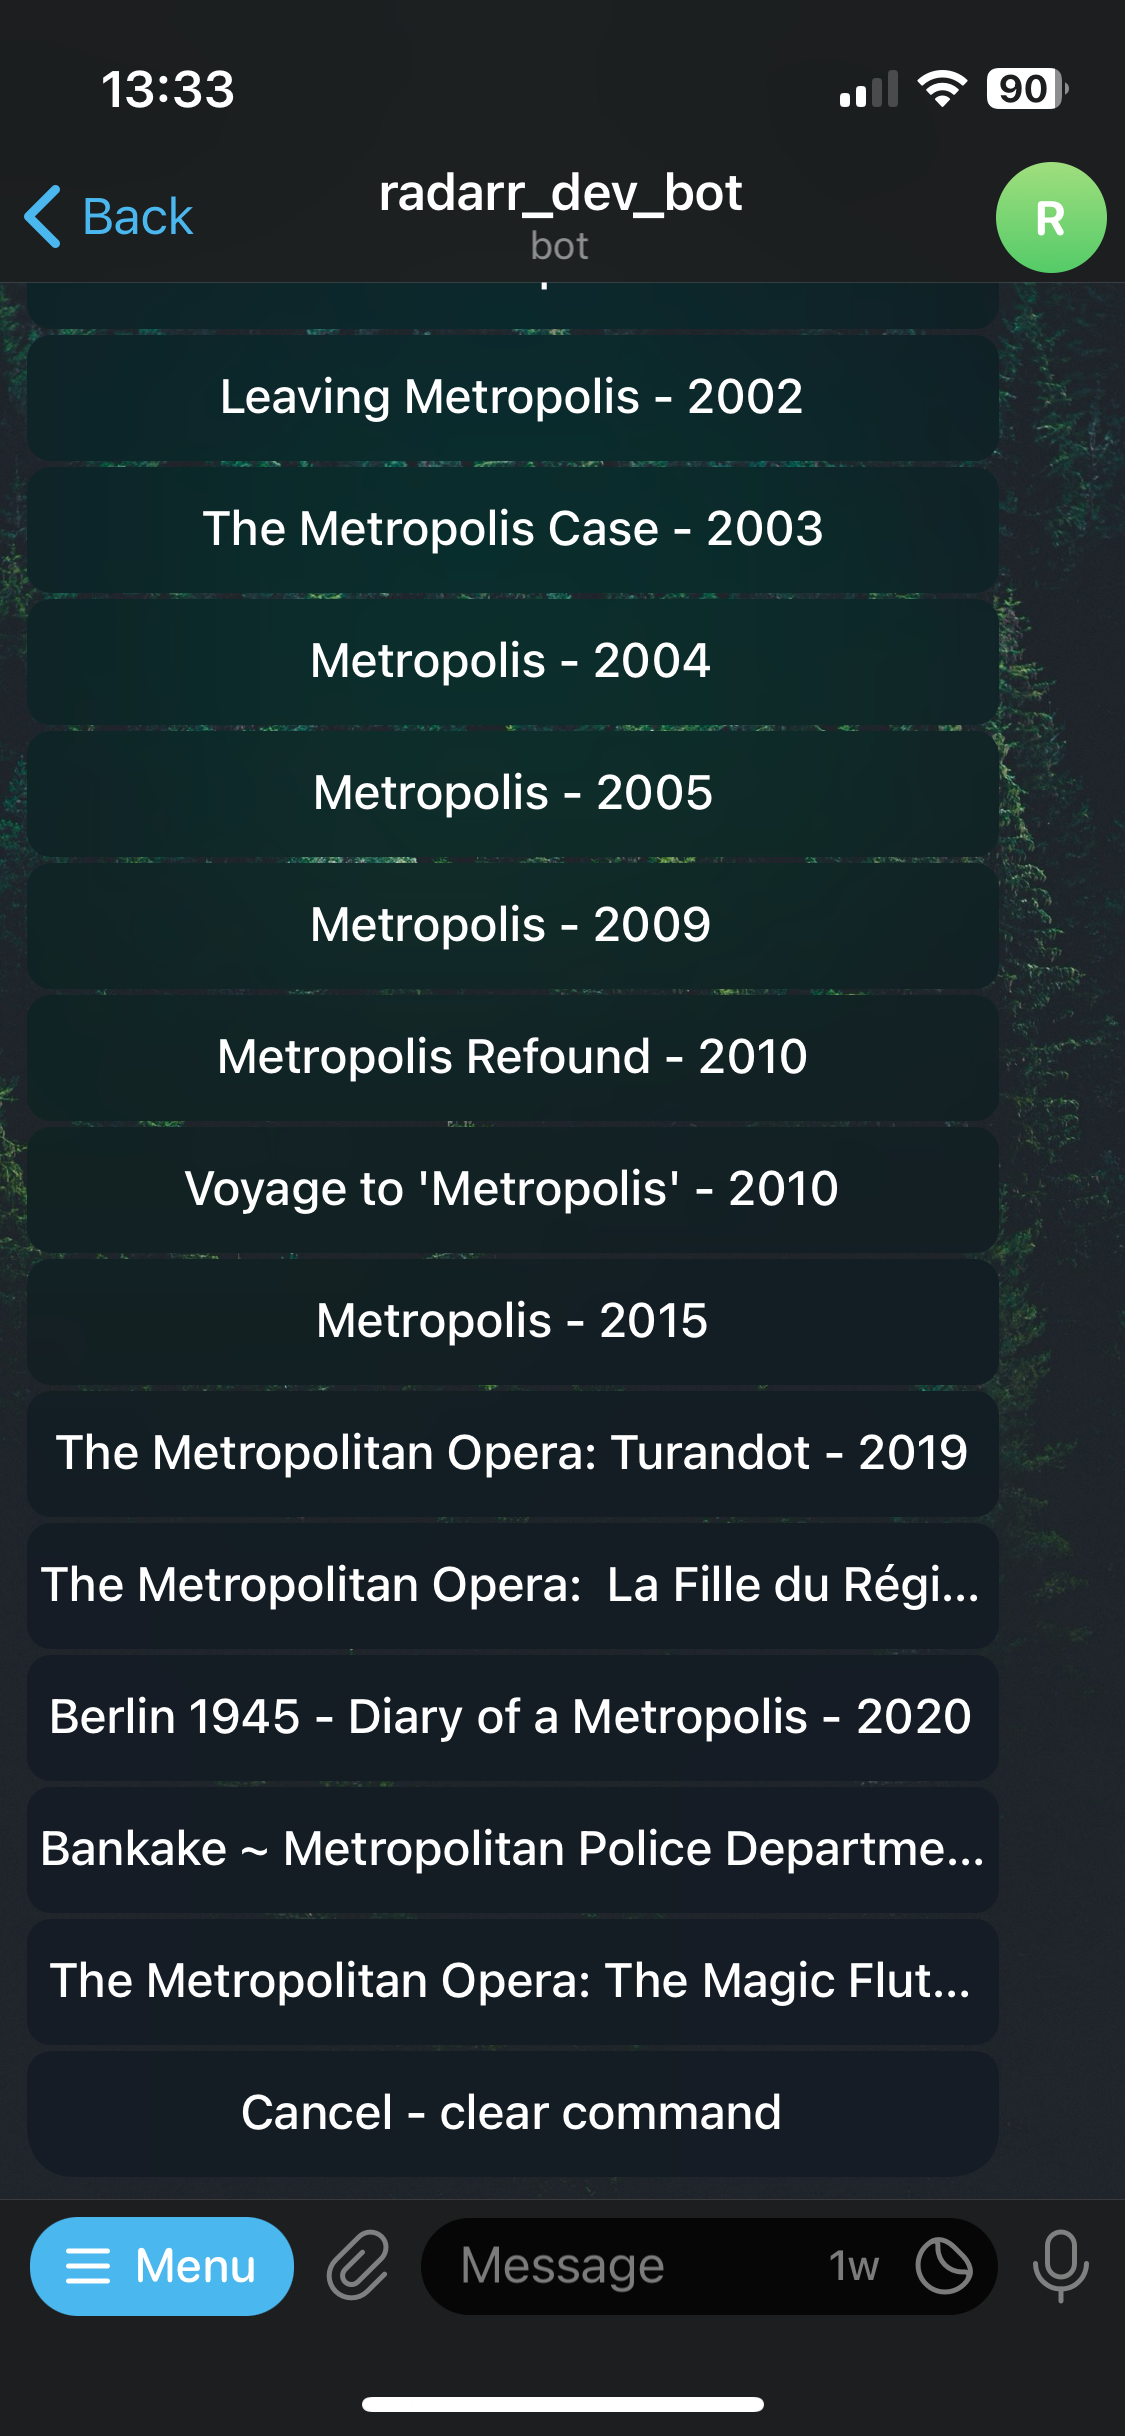 13:33
90
Back
radarr_dev_bot
bot
R
Leaving Metropolis - 2002
The Metropolis Case - 2003
Metropolis - 2004
Metropolis - 2005
Metropolis - 2009
Metropolis Refound - 2010
Voyage to 'Metropolis' - 2010
Metropolis - 2015
The Metropolitan Opera: Turandot - 2019
The Metropolitan Opera:  La Fille du Régi...
Berlin 1945 - Diary of a Metropolis - 2020
Bankake ~ Metropolitan Police Departme...
The Metropolitan Opera: The Magic Flut...
Cancel - clear command
Menu
Message
1w